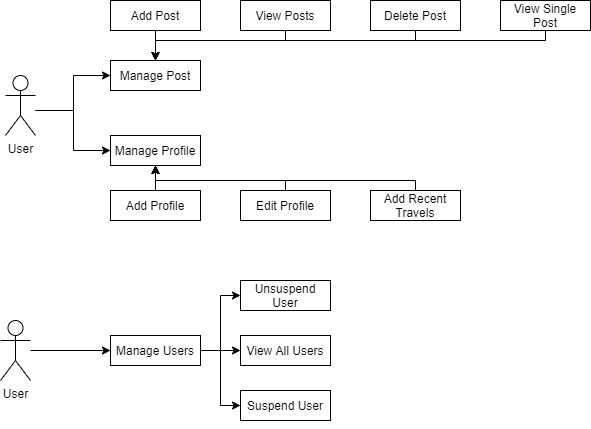 Add Post
View Posts
Delete Post
View Single
Post
Manage Post
User
Manage Profile
Add Profile
Edit Profile
Add Recent
Travels
Unsuspend
User
Manage Users
View All Users
User
Suspend User